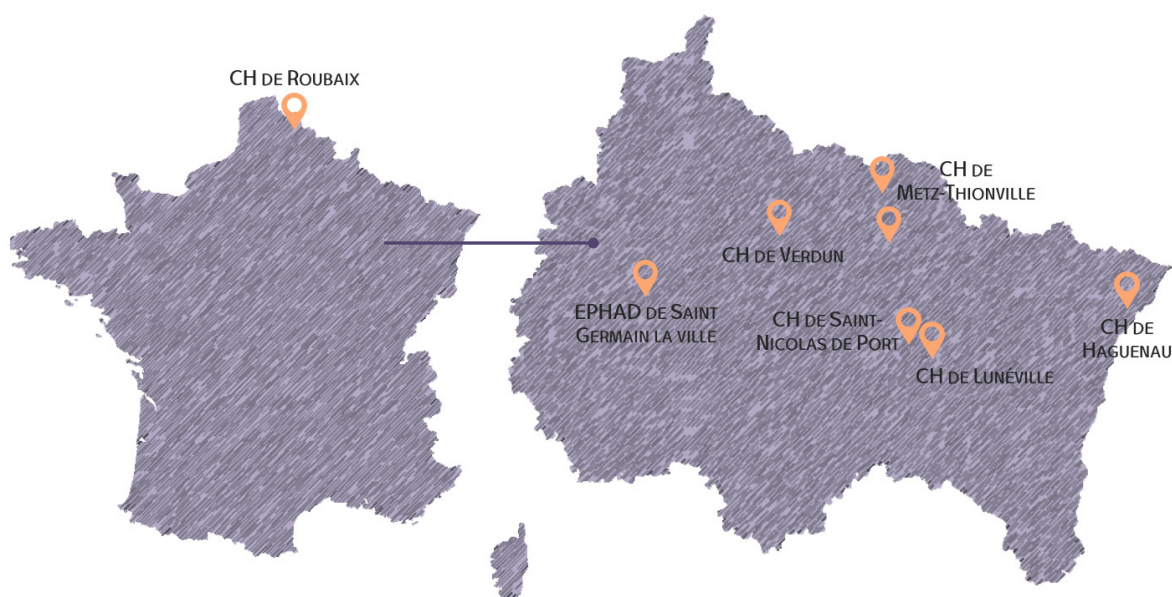 CH DE ROUBAIX
CH DE
METZ-THIONVILLE
CH DE VERDUN
EPHAD DE SAINT
GERMAIN LA VILLE
CH DE SAINT-
NICOLAS DE PORT
CH DE LUNÉVILLE
CH DE
HAGUENAU